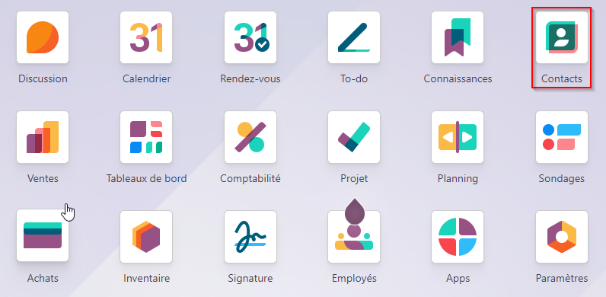 31
31
Discussion
Calendrier
Rendez-vous
To-do
Connaissances
Contacts
Ventes
Tableaux de bord
Comptabilité
Projet
Planning
Sondages
Achats
Inventaire
Signature
Employés
Apps
Paramètres